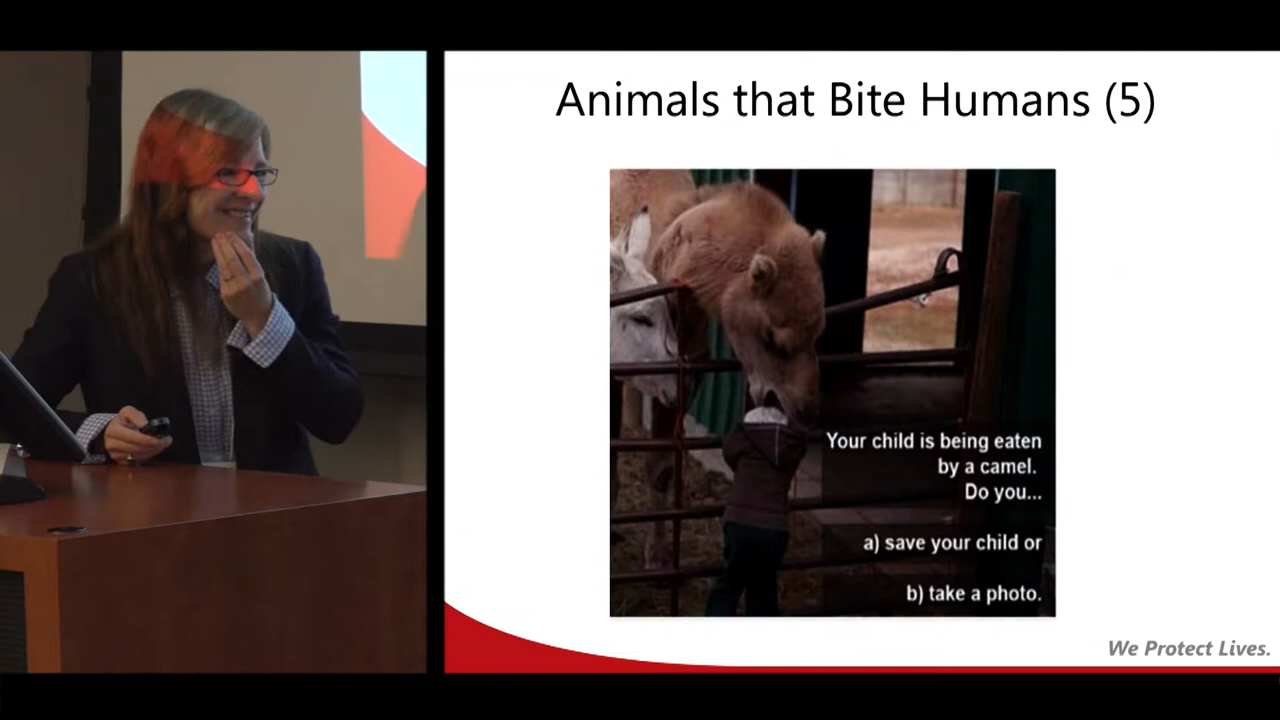 Animals that Bite Humans (5)
Your child is being eaten
by a camel.
Do you...
a) save your child or
b) take a photo.
We Protect Lives.